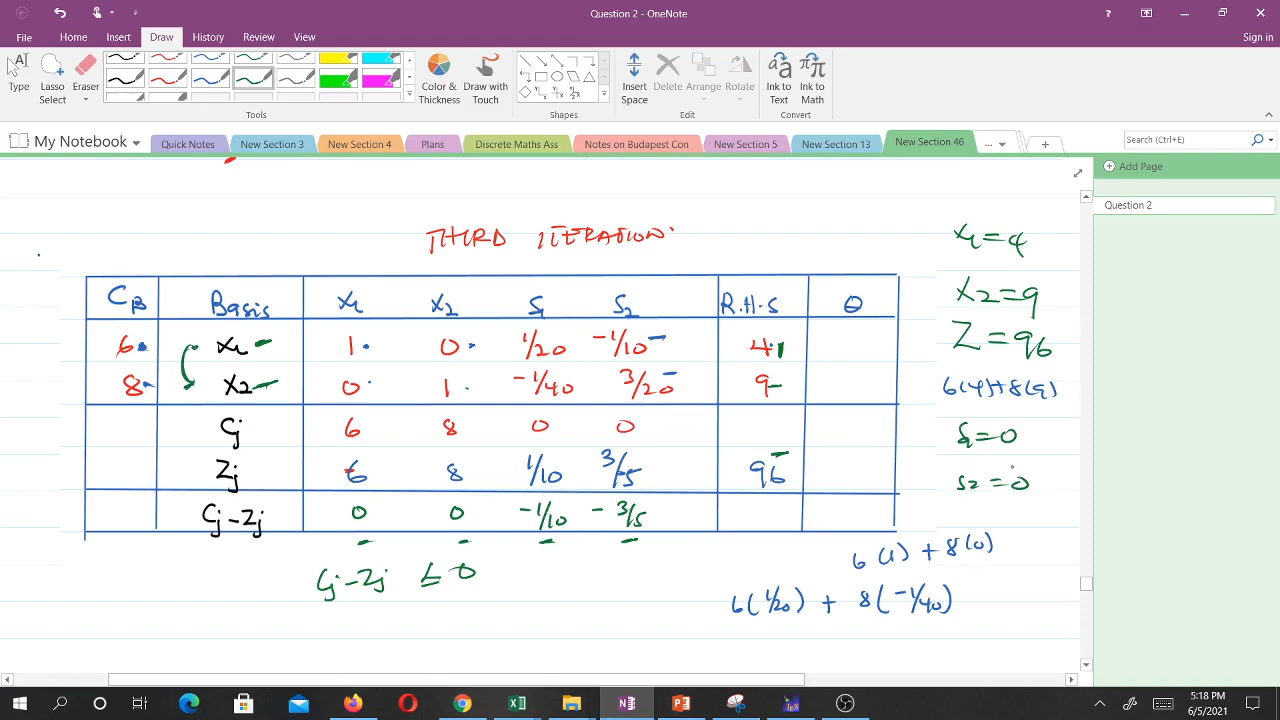 Question 2 - OneNote
? Sign in
File Home Insert Draw History Review View
Type Lasso Select Eraser Color & Thickness Draw with Touch Insert Space Delete Arrange Rotate Ink to Text Ink to Math
Tools Shapes Edit Convert
My Notebook Quick Notes New Section 3 New Section 4 Plans Discrete Maths Ass Notes on Budapest Con New Section 5 New Section 13 New Section 46 ... + Search (Ctrl+E)
Add Page
Question 2
THIRD ITERATION
CB Basis x1 x2 S1 S2 R.H.S θ
6 x1 1 0 1/20 -1/10 4
8 x2 0 1 -1/40 3/20 9
Cj 6 8 0 0
Zj 6 8 1/10 3/5 96
Cj-Zj 0 0 -1/10 -3/5
Cj-Zj ≤ 0
x1=4
x2=9
Z=96
6(4)+8(9)
S1=0
S2=0
6(1)+8(0)
6(1/20) + 8(-1/40)
5:18 PM
6/5/2021